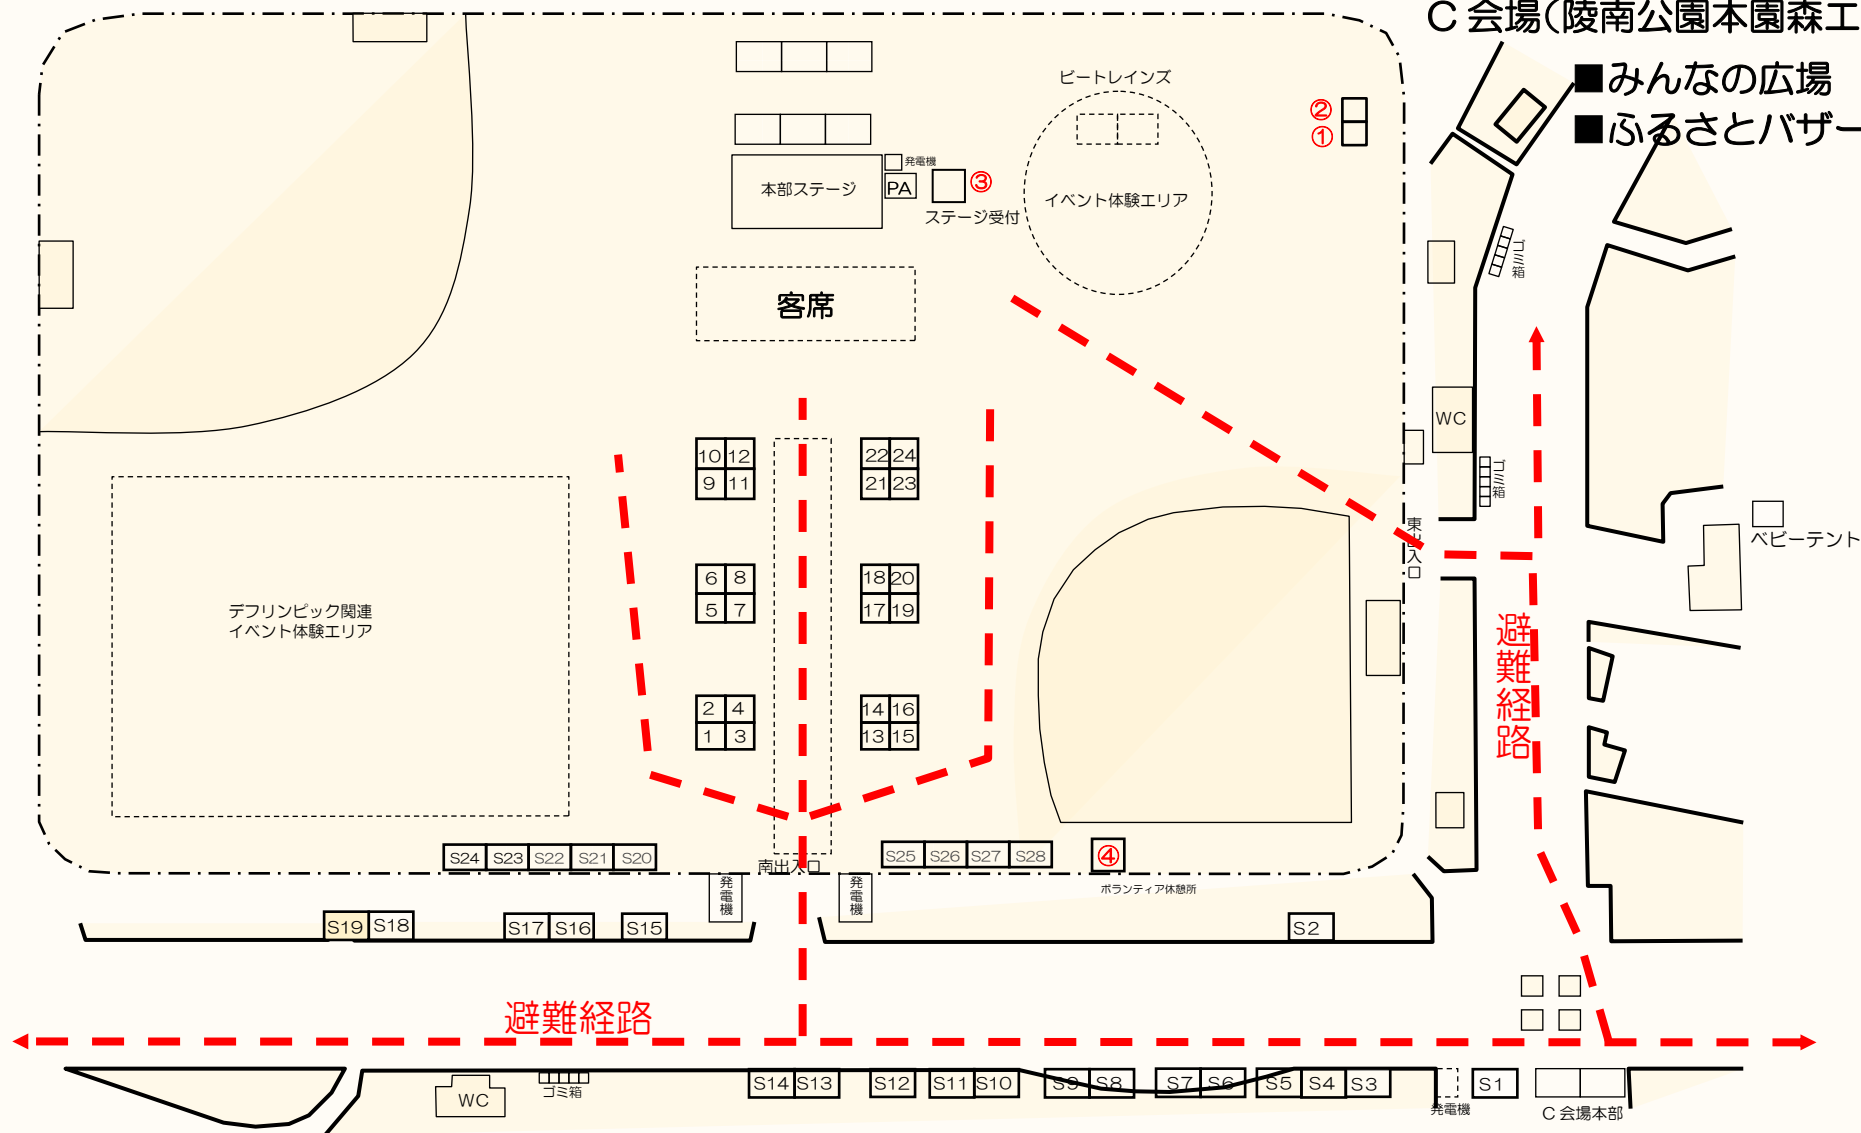 C 会場(陵南公園本園森エ
■みんなの広場
■ふるさとバザー
ビートレインズ
②
①
発電機
本部ステージ
PA
③
ステージ受付
イベント体験エリア
ゴミ箱
客席
WC
ゴミ箱
10 12
9 11
22 24
21 23
東出入口
ベビーテント
6 8
5 7
18 20
17 19
デフリンピック関連
イベント体験エリア
避難経路
2 4
1 3
14 16
13 15
S24 S23 S22 S21 S20
南出入口
S25 S26 S27 S28
④
発電機
発電機
ボランティア休憩所
S19 S18
S17 S16
S15
S2
避難経路
WC
ゴミ箱
S14 S13
S12
S11 S10
S9 S8
S7 S6
S5 S4 S3
発電機
S1
C 会場本部